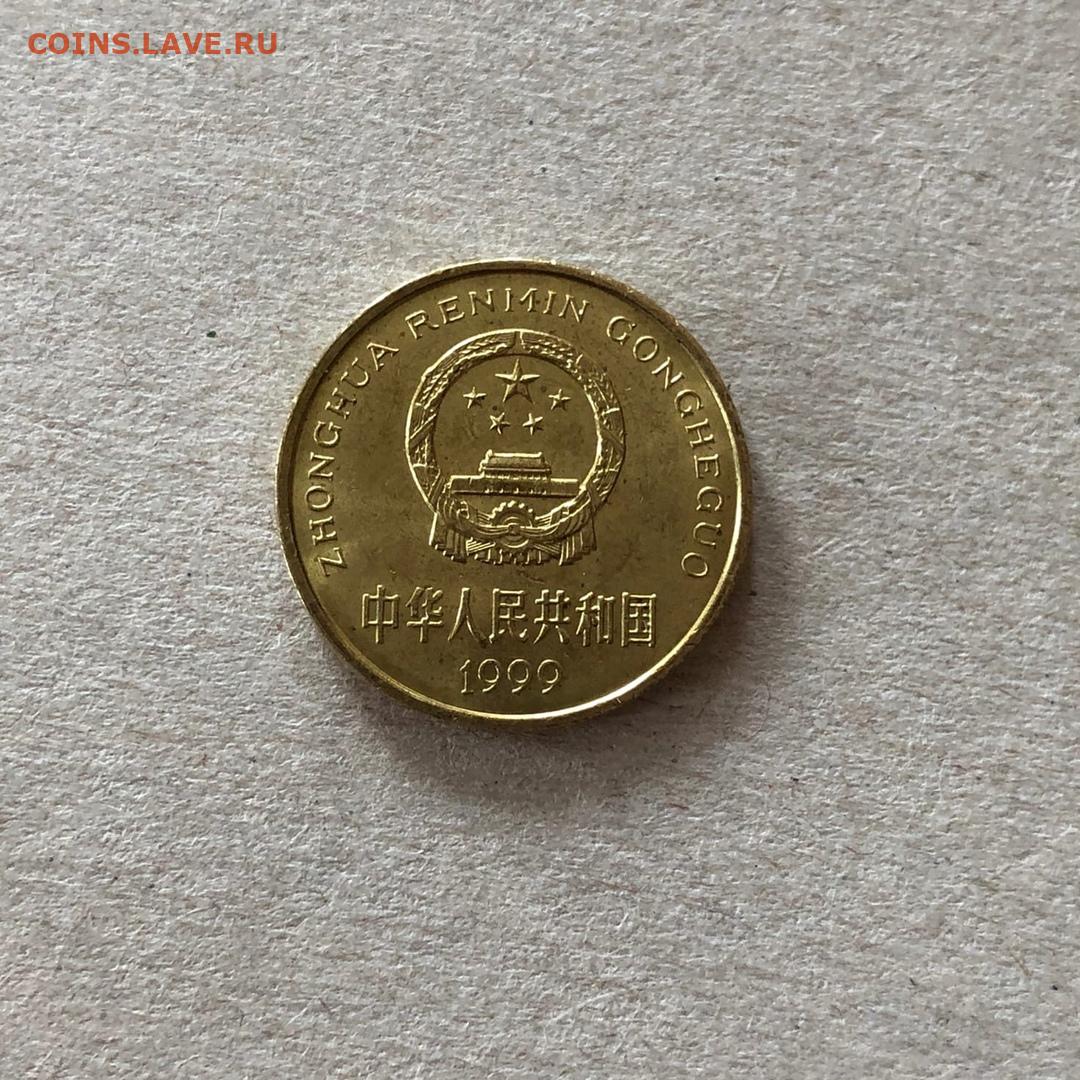 COINS.LAVE.RU
ZHONGHUA RENMIN GONGHEGUO
中华人民共和国
1999